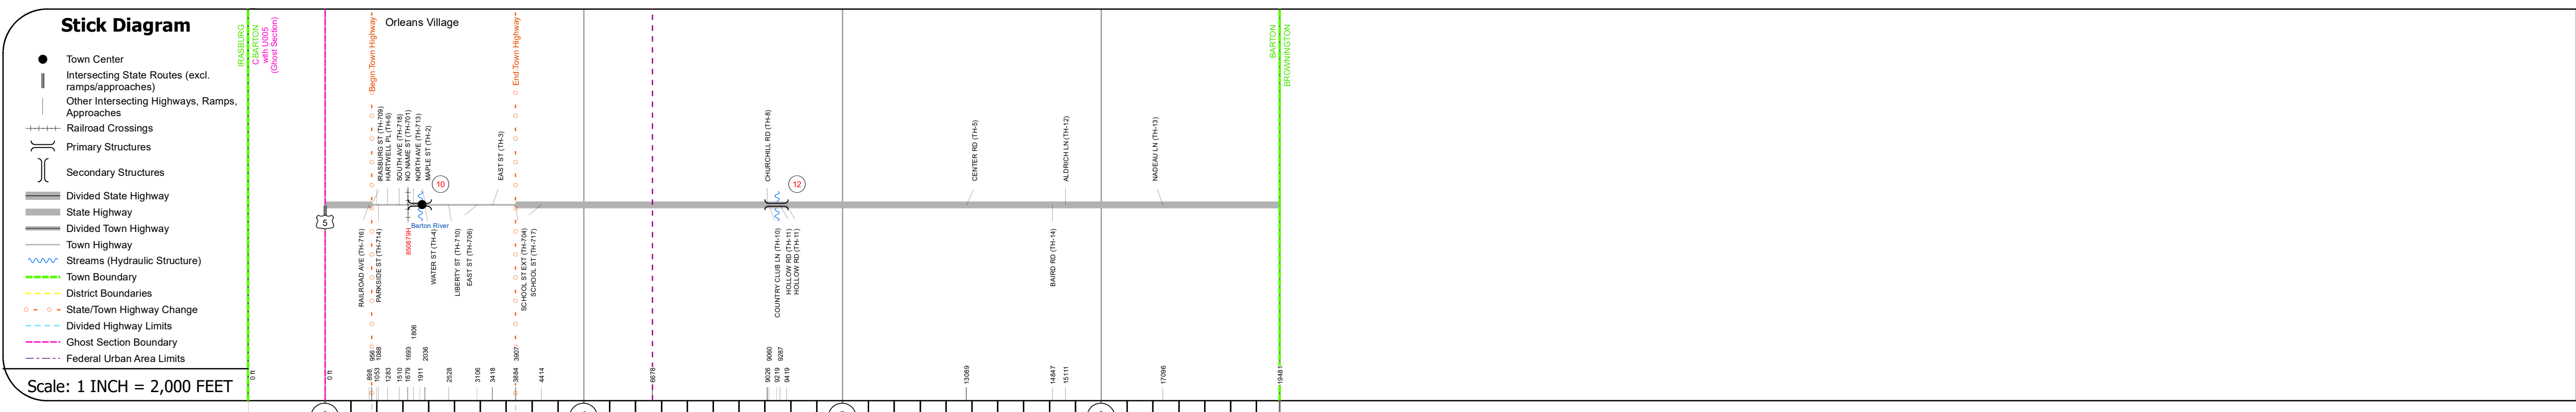 Stick Diagram
Town Center
Intersecting State Routes (excl.
ramps/approaches)
Other Intersecting Highways, Ramps,
Approaches
Railroad Crossings
Primary Structures
Secondary Structures
Divided State Highway
State Highway
Divided Town Highway
Town Highway
Streams (Hydraulic Structure)
Town Boundary
District Boundaries
State/Town Highway Change
Divided Highway Limits
Ghost Section Boundary
Federal Urban Area Limits
Scale: 1 INCH = 2,000 FEET
IRASBURG
BARTON
with U005
(Ghost Section)
Begin Town Highway
Orleans Village
End Town Highway
BARTON
BROWNINGTON
IRASBURG ST (TH-709)
HARTWELL PL (TH-6)
SOUTH AVE (TH-718)
NO NAME ST (TH-701)
NORTH AVE (TH-713)
MAPLE ST (TH-2)
EAST ST (TH-3)
CHURCHILL RD (TH-8)
CENTER RD (TH-5)
ALDRICH LN (TH-12)
NADEAU LN (TH-13)
10
12
5
Barton River
RAILROAD AVE (TH-716)
PARKSIDE ST (TH-714)
850879H
WATER ST (TH-4)
LIBERTY ST (TH-710)
EAST ST (TH-706)
SCHOOL ST EXT (TH-704)
SCHOOL ST (TH-717)
COUNTRY CLUB LN (TH-10)
HOLLOW RD (TH-11)
HOLLOW RD (TH-11)
BAIRD RD (TH-14)
0 ft
0 ft
898
956
1053
1088
1283
1510
1679
1693
1806
1911
2036
2528
3106
3418
3884
3907
4414
6678
9026
9060
9219
9287
9419
13089
14847
15111
17096
19481